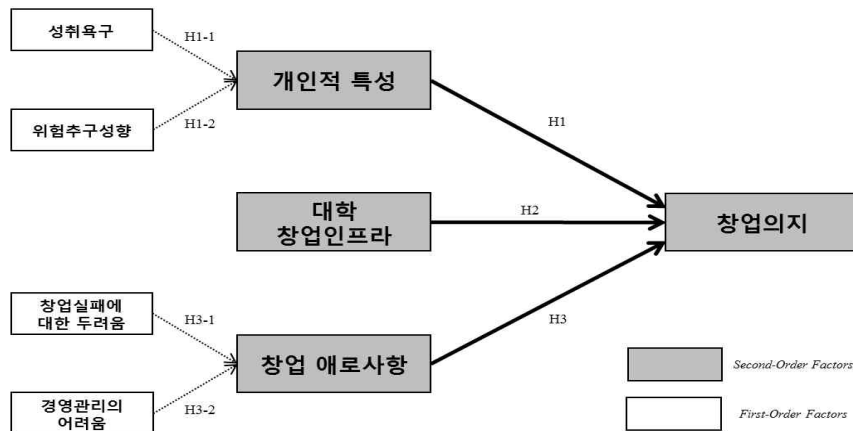 성취욕구
H1-1
개인적 특성
위험추구성향
H1-2
H1
대학
창업인프라
H2
창업의지
창업실패에
대한 두려움
H3-1
H3
창업 애로사항
경영관리의
어려움
H3-2
Second-Order Factors
First-Order Factors